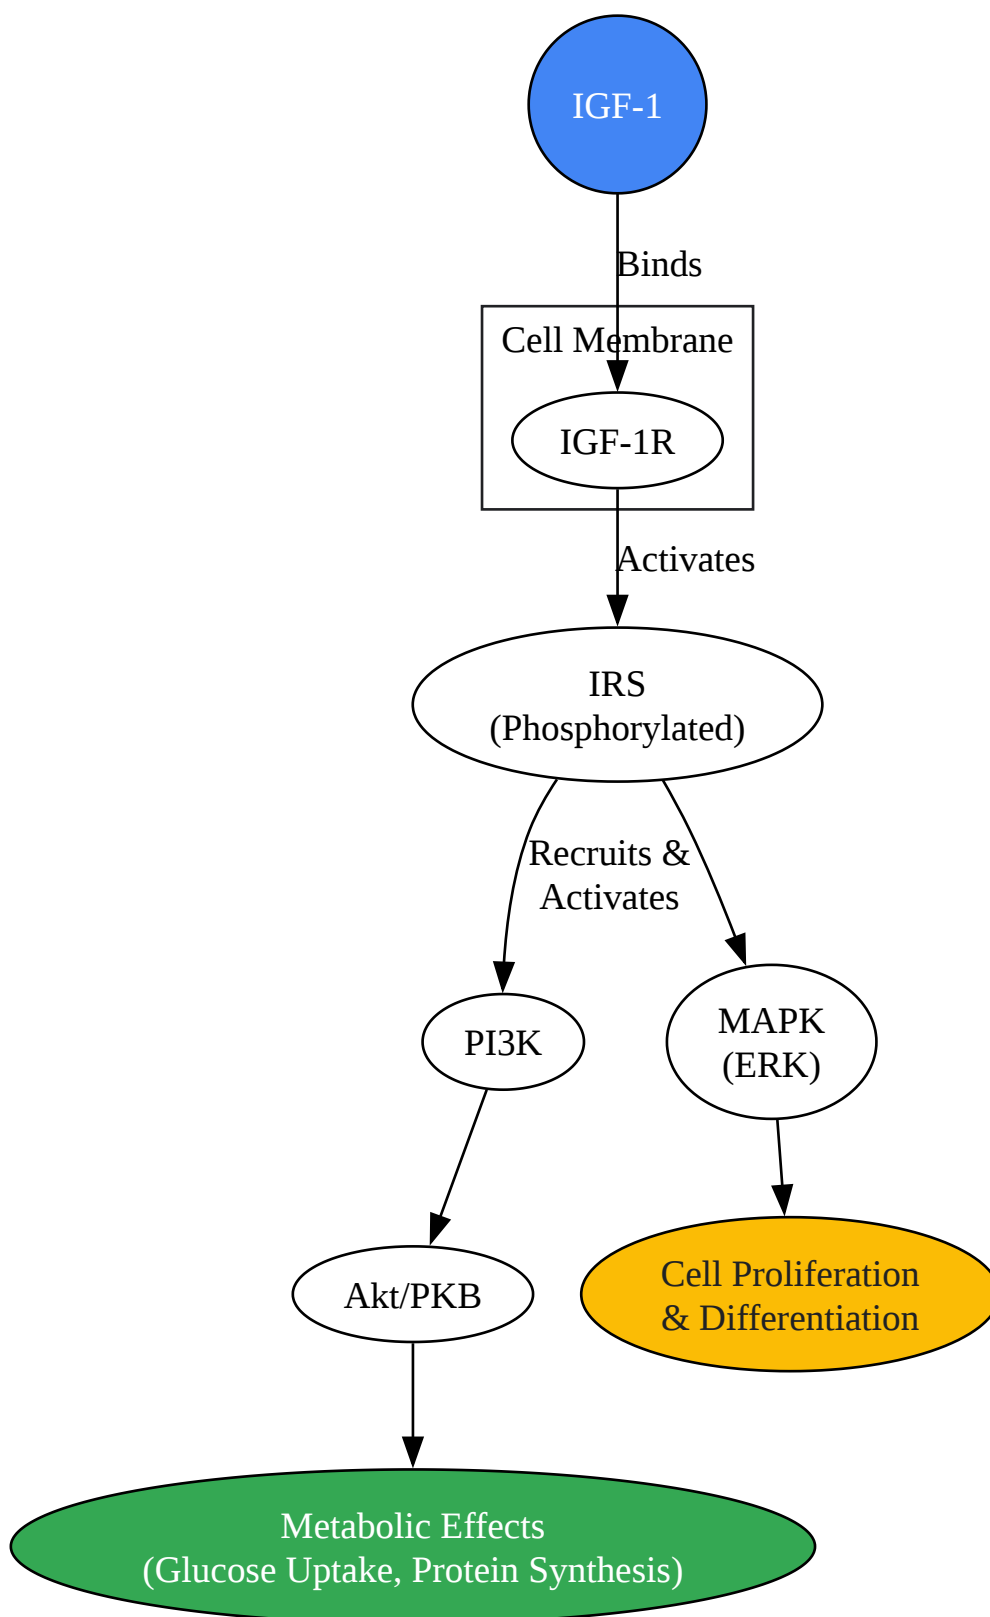 IGF-1
Binds
Cell Membrane
IGF-1R
Activates
IRS
(Phosphorylated)
Recruits &
Activates
PI3K
MAPK
(ERK)
Akt/PKB
Cell Proliferation
& Differentiation
Metabolic Effects
(Glucose Uptake, Protein Synthesis)